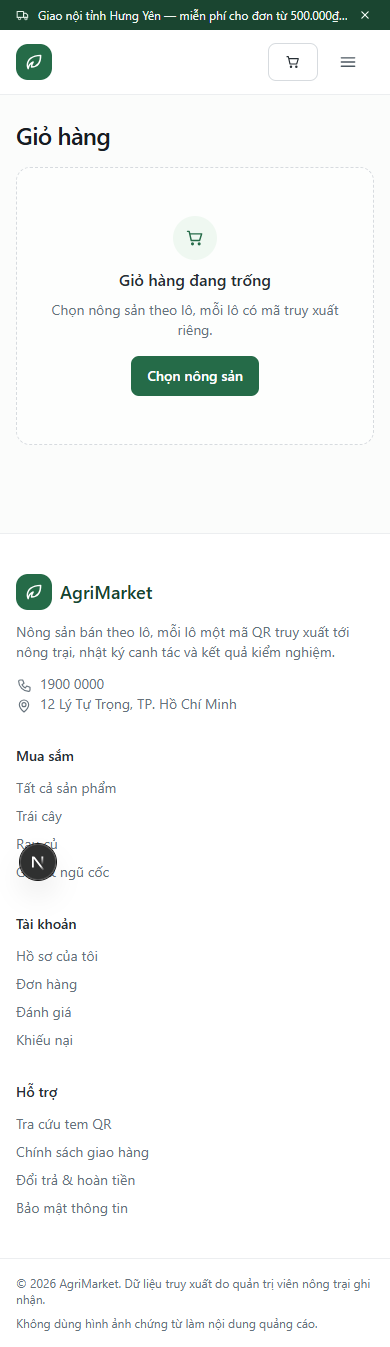 Giao nội tỉnh Hưng Yên — miễn phí cho đơn từ 500.000₫...
Giỏ hàng
Giỏ hàng đang trống
Chọn nông sản theo lô, mỗi lô có mã truy xuất
riêng.
Chọn nông sản
AgriMarket
Nông sản bán theo lô, mỗi lô một mã QR truy xuất tới
nông trại, nhật ký canh tác và kết quả kiểm nghiệm.
1900 0000
12 Lý Tự Trọng, TP. Hồ Chí Minh
Mua sắm
Tất cả sản phẩm
Trái cây
củ
N
ngũ cốc
Tài khoản
Hồ sơ của tôi
Đơn hàng
Đánh giá
Khiếu nại
Hỗ trợ
Tra cứu tem QR
Chính sách giao hàng
Đổi trả & hoàn tiền
Bảo mật thông tin
© 2026 AgriMarket. Dữ liệu truy xuất do quản trị viên nông trại ghi
nhận.
Không dùng hình ảnh chứng từ làm nội dung quảng cáo.